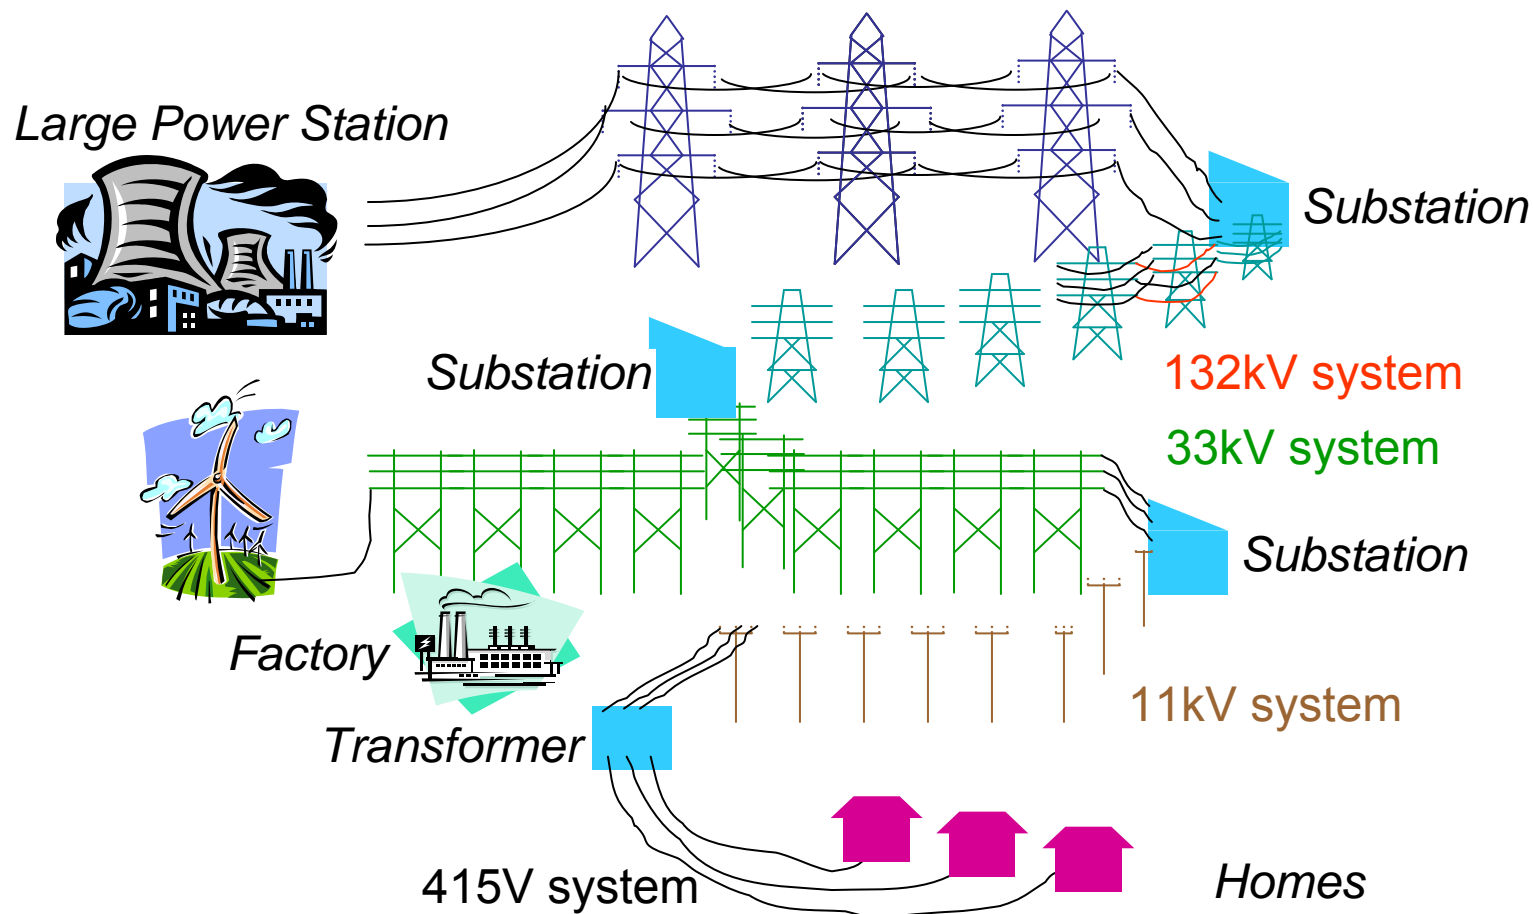 Large Power Station
Substation
Substation
132kV system
33kV system
Substation
Factory
11kV system
Transformer
415V system
Homes